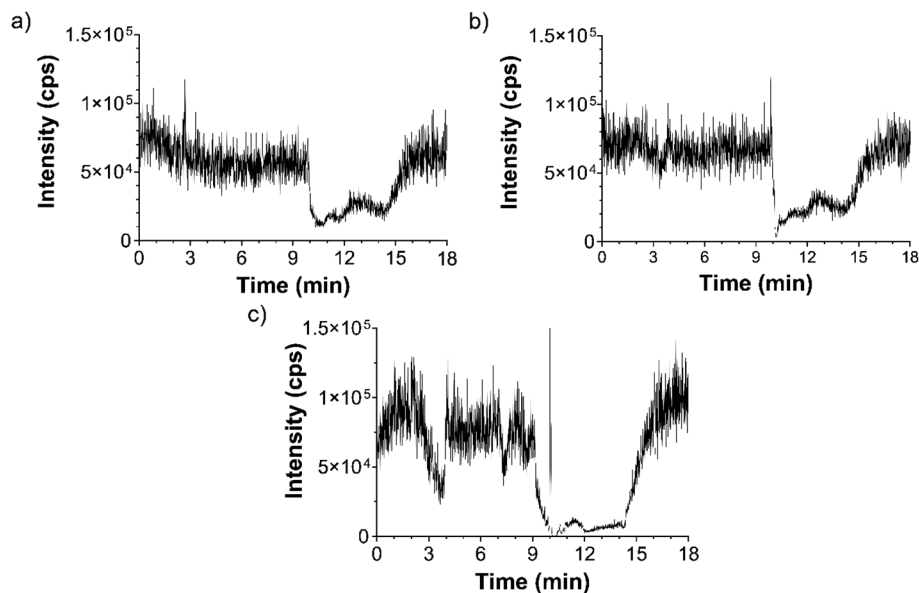 a)
1.5×10⁵
1×10⁵
5×10⁴
0
Intensity (cps)
0 3 6 9 12 15 18
Time (min)
b)
1.5×10⁵
1×10⁵
5×10⁴
0
Intensity (cps)
0 3 6 9 12 15 18
Time (min)
c)
1.5×10⁵
1×10⁵
5×10⁴
0
Intensity (cps)
0 3 6 9 12 15 18
Time (min)